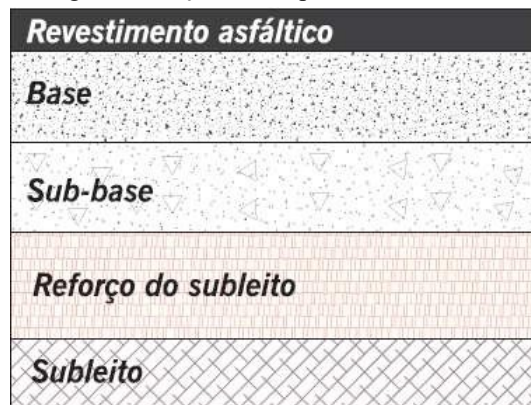 Revestimento asfáltico
Base
Sub-base
Reforço do subleito
Subleito